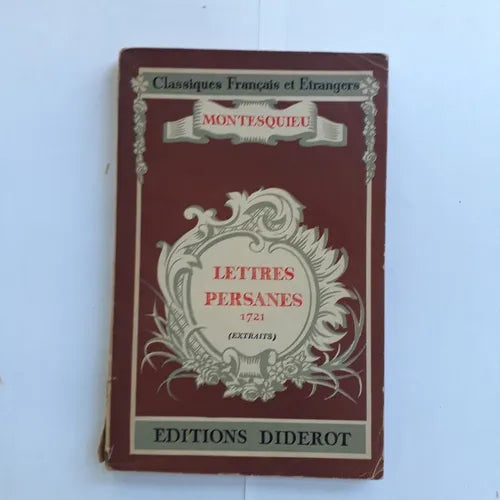 Classiques Français et Etrangers
MONTESQUIEU
LETTRES
PERSANES
1721
(EXTRAITS)
EDITIONS DIDEROT